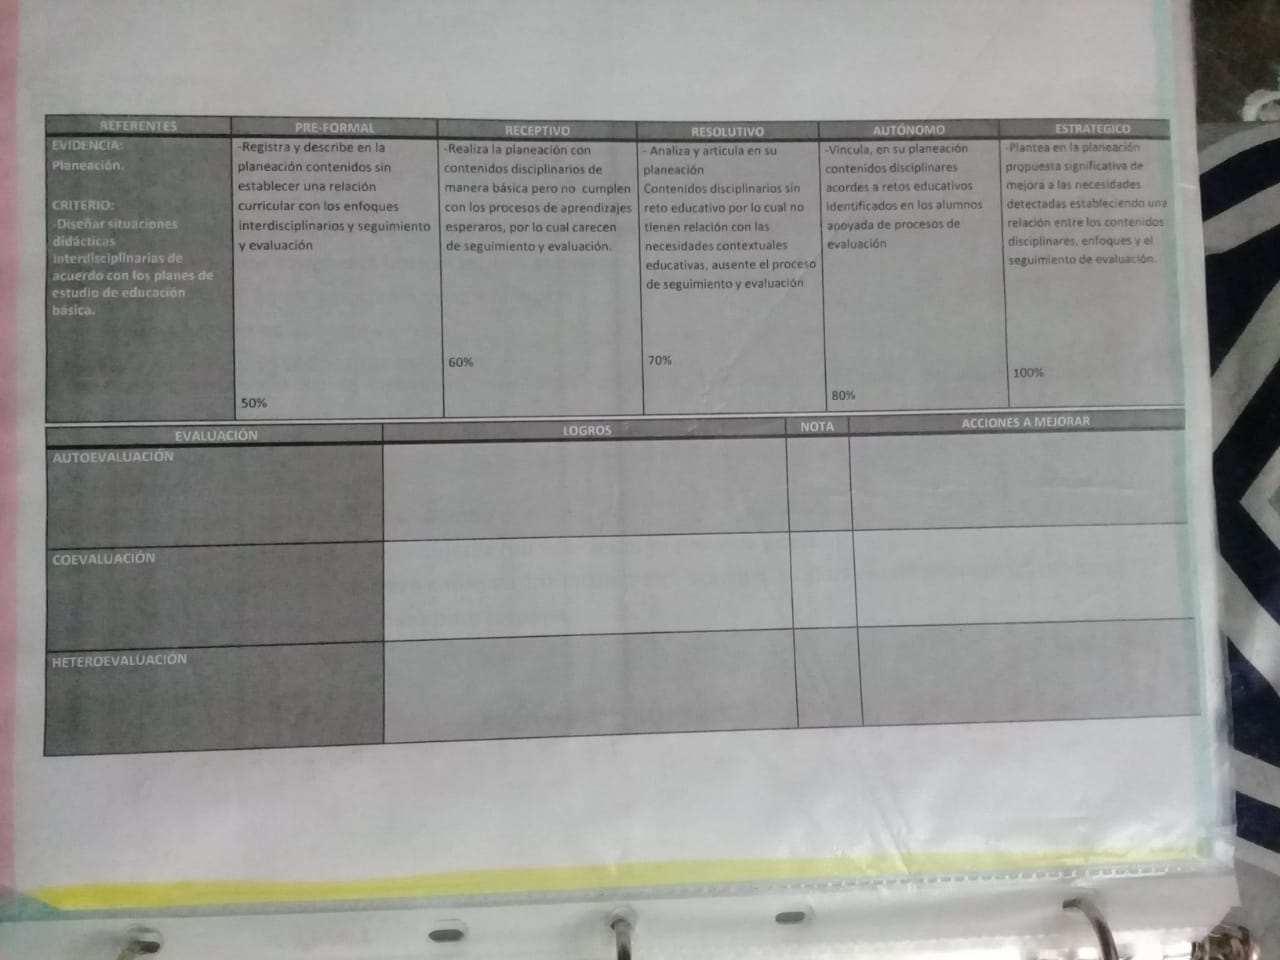 REFERENTES
EVIDENCIA:
Planeación.
CRITERIO:
-Diseñar situaciones
didácticas
interdisciplinarias de
acuerdo con los planes de
estudio de educación
básica.
PRE-FORMAL
-Registra y describe en la
planeación contenidos sin
establecer una relación
curricular con los enfoques
interdisciplinarios y seguimiento
y evaluación
50%
RECEPTIVO
-Realiza la planeación con
contenidos disciplinarios de
manera básica pero no cumplen
con los procesos de aprendizajes
esperaros, por lo cual carecen
de seguimiento y evaluación.
60%
RESOLUTIVO
- Analiza y articula en su
planeación
Contenidos disciplinarios sin
reto educativo por lo cual no
tienen relación con las
necesidades contextuales
educativas, ausente el proceso
de seguimiento y evaluación
70%
AUTÓNOMO
-Vincula, en su planeación
contenidos disciplinares
acordes a retos educativos
identificados en los alumnos
apoyada de procesos de
evaluación
80%
ESTRATEGICO
-Plantea en la planeación
propuesta significativa de
mejora a las necesidades
detectadas estableciendo una
relación entre los contenidos
disciplinares, enfoques y el
seguimiento de evaluación.
100%
EVALUACIÓN
LOGROS
NOTA
ACCIONES A MEJORAR
AUTOEVALUACIÓN
COEVALUACIÓN
HETEROEVALUACIÓN